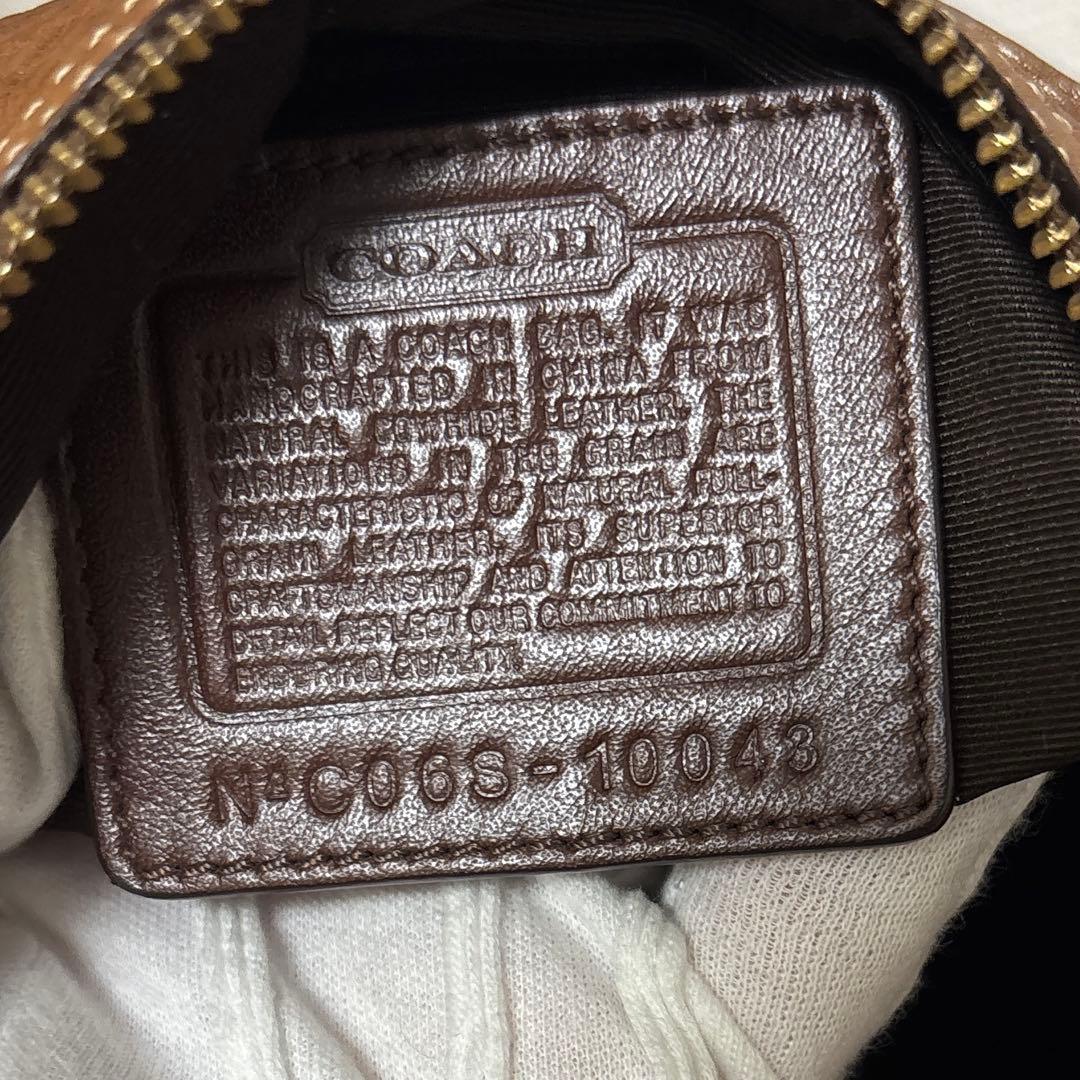 COACH
THIS IS A COACH BAG. IT WAS
HANDCRAFTED IN CHINA FROM
NATURAL COWHIDE LEATHER. THE
VARIATIONS IN THE GRAIN ARE
CHARACTERISTIC OF NATURAL FULL-
GRAIN LEATHER. ITS SUPERIOR
CRAFTSMANSHIP AND ATTENTION TO
DETAIL REFLECT OUR COMMITMENT TO
ENDURING QUALITY.
Nº C06S-10043